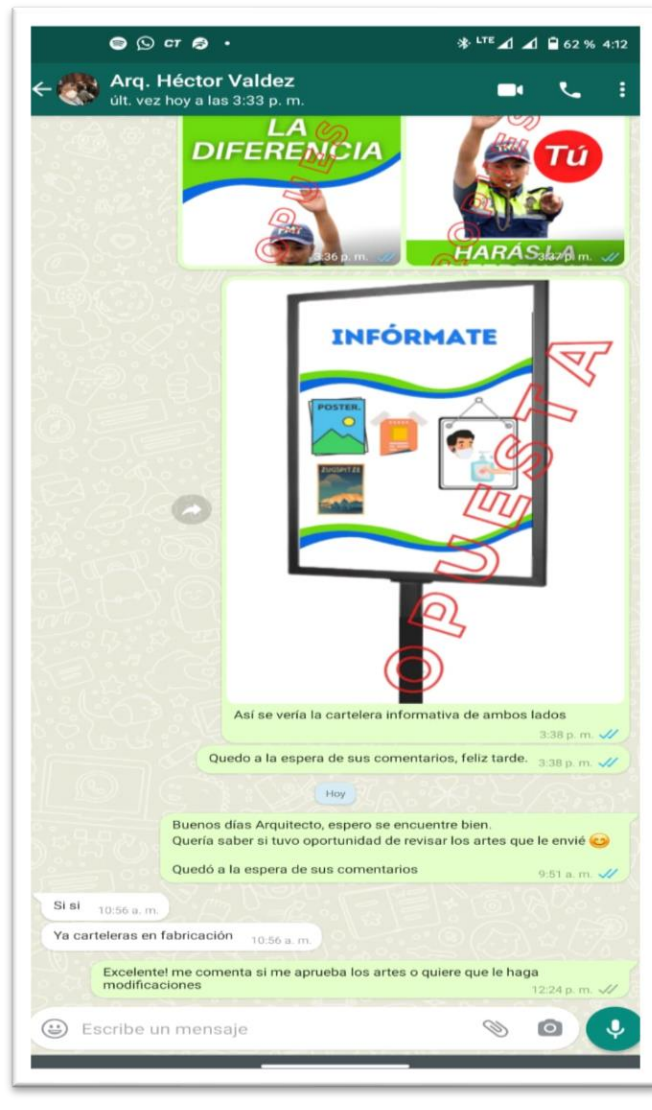 CT
LTE 62 % 4:12
Arq. Héctor Valdez
últ. vez hoy a las 3:33 p. m.
LA
DIFERENCIA
OPUES
PMT
3:36 p. m.
Tú
HARÁS LA
3:37 p. m.
INFÓRMATE
POSTER.
ZUGSPITZE
OPUESTA
Así se vería la cartelera informativa de ambos lados
3:38 p. m.
Quedo a la espera de sus comentarios, feliz tarde. 3:38 p. m.
Hoy
Buenos días Arquitecto, espero se encuentre bien.
Quería saber si tuvo oportunidad de revisar los artes que le envié
Quedó a la espera de sus comentarios
9:51 a. m.
Si si 10:56 a. m.
Ya carteleras en fabricación 10:56 a. m.
Excelente! me comenta si me aprueba los artes o quiere que le haga
modificaciones
12:24 p. m.
Escribe un mensaje